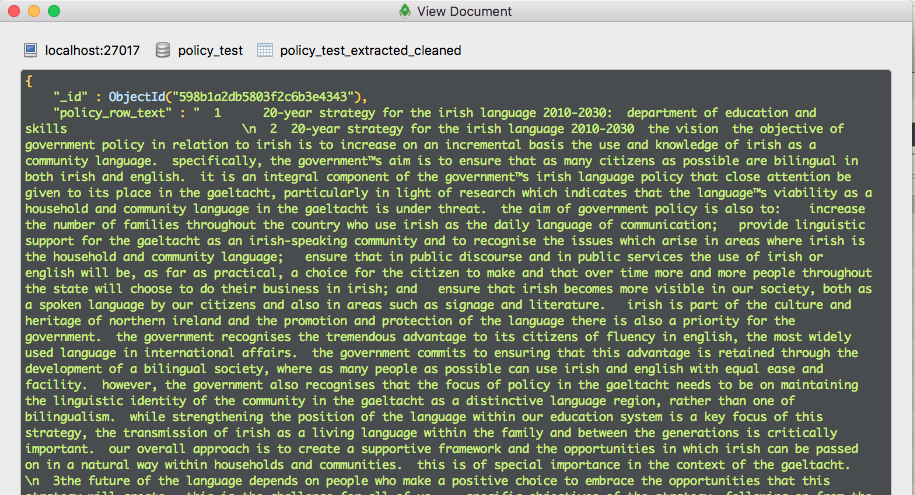 View Document
localhost:27017 policy_test policy_test_extracted_cleaned
{
"_id" : ObjectId("598b1a2db5803f2c6b3e4343"),
"policy_row_text" : " 1 20-year strategy for the irish language 2010-2030: department of education and
skills \n 2 20-year strategy for the irish language 2010-2030 the vision the objective of
government policy in relation to irish is to increase on an incremental basis the use and knowledge of irish as a
community language. specifically, the government™s aim is to ensure that as many citizens as possible are bilingual in
both irish and english. it is an integral component of the government™s irish language policy that close attention be
given to its place in the gaeltacht, particularly in light of research which indicates that the language™s viability as a
household and community language in the gaeltacht is under threat. the aim of government policy is also to: increase
the number of families throughout the country who use irish as the daily language of communication; provide linguistic
support for the gaeltacht as an irish-speaking community and to recognise the issues which arise in areas where irish is
the household and community language; ensure that in public discourse and in public services the use of irish or
english will be, as far as practical, a choice for the citizen to make and that over time more and more people throughout
the state will choose to do their business in irish; and ensure that irish becomes more visible in our society, both as
a spoken language by our citizens and also in areas such as signage and literature. irish is part of the culture and
heritage of northern ireland and the promotion and protection of the language there is also a priority for the
government. the government recognises the tremendous advantage to its citizens of fluency in english, the most widely
used language in international affairs. the government commits to ensuring that this advantage is retained through the
development of a bilingual society, where as many people as possible can use irish and english with equal ease and
facility. however, the government also recognises that the focus of policy in the gaeltacht needs to be on maintaining
the linguistic identity of the community in the gaeltacht as a distinctive language region, rather than one of
bilingualism. while strengthening the position of the language within our education system is a key focus of this
strategy, the transmission of irish as a living language within the family and between the generations is critically
important. our overall approach is to create a supportive framework and the opportunities in which irish can be passed
on in a natural way within households and communities. this is of special importance in the context of the gaeltacht.
\n 3the future of the language depends on people who make a positive choice to embrace the opportunities that this
strategy will create. this is the challenge for all of us. specific objectives of the strategy following on from the